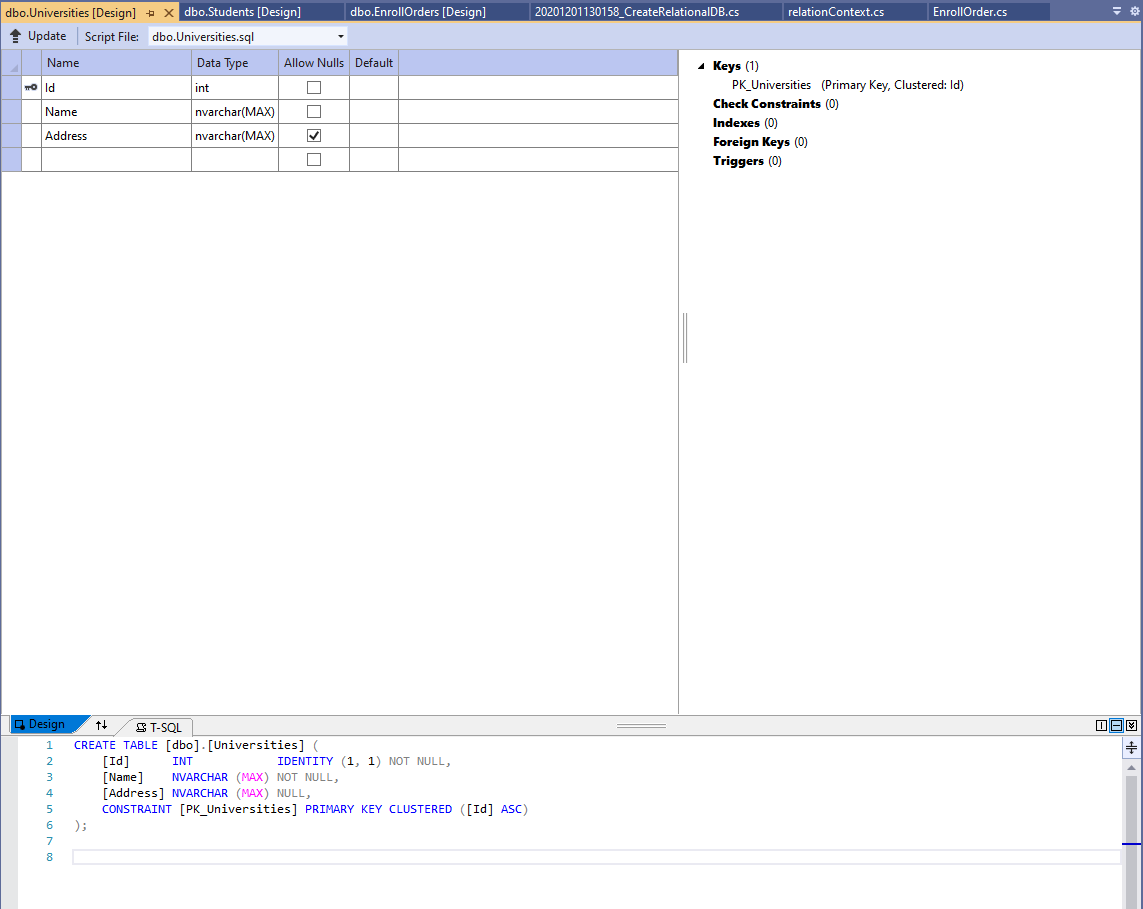 dbo.Universities [Design] dbo.Students [Design] dbo.EnrollOrders [Design] 20201201130158_CreateRelationalDB.cs relationContext.cs EnrollOrder.cs
Update Script File: dbo.Universities.sql
Name Data Type Allow Nulls Default
Id int
Name nvarchar(MAX)
Address nvarchar(MAX)
Keys (1)
PK_Universities (Primary Key, Clustered: Id)
Check Constraints (0)
Indexes (0)
Foreign Keys (0)
Triggers (0)
Design T-SQL
1 CREATE TABLE [dbo].[Universities] (
2 [Id] INT IDENTITY (1, 1) NOT NULL,
3 [Name] NVARCHAR (MAX) NOT NULL,
4 [Address] NVARCHAR (MAX) NULL,
5 CONSTRAINT [PK_Universities] PRIMARY KEY CLUSTERED ([Id] ASC)
6 );
7
8